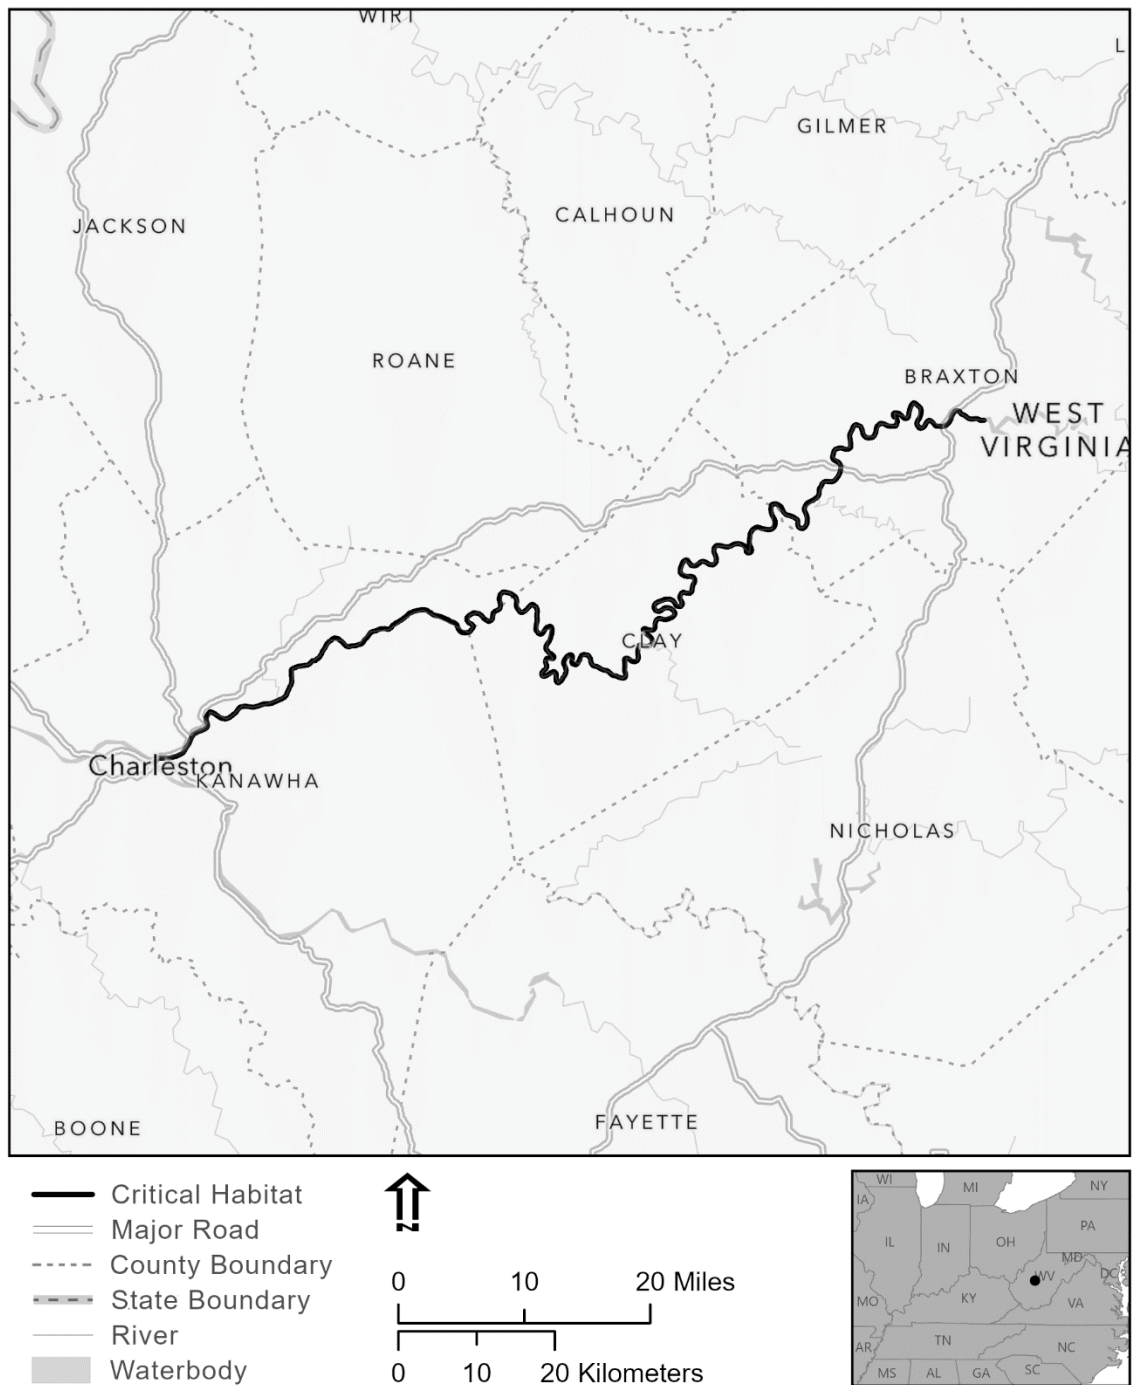 WIRT
L
GILMER
CALHOUN
JACKSON
ROANE
BRAXTON
WEST
VIRGINIA
CLAY
Charleston
KANAWHA
NICHOLAS
FAYETTE
BOONE
Critical Habitat
Major Road
County Boundary
State Boundary
River
Waterbody
N
0 10 20 Miles
0 10 20 Kilometers
WI MI NY
IA
PA
IL IN OH
MD
WV DC
MO KY VA
AR TN NC
MS AL GA SC